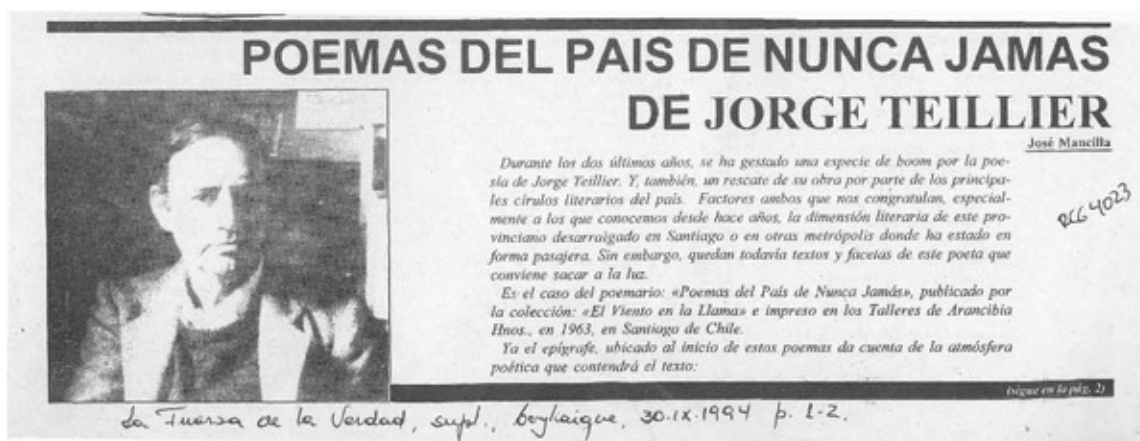 POEMAS DEL PAIS DE NUNCA JAMAS
DE JORGE TEILLIER
José Mancilla
Durante los dos últimos años, se ha gestado una especie de boom por la poe-
sía de Jorge Teillier. Y, también, un rescate de su obra por parte de los principa-
les círulos literarios del país. Factores ambos que nos congratulan, especial-
mente a los que conocemos desde hace años, la dimensión literaria de este pro-
vinciano desarraigado en Santiago o en otras metrópolis donde ha estado en
forma pasajera. Sin embargo, quedan todavía textos y facetas de este poeta que
conviene sacar a la luz.
Es el caso del poemario: «Poemas del País de Nunca Jamás», publicado por
la colección: «El Viento en la Llama» e impreso en los Talleres de Arancibia
Hnos., en 1963, en Santiago de Chile.
Ya el epígrafe, ubicado al inicio de estos poemas da cuenta de la atmósfera
poética que contendrá el texto:
(sigue en la pág. 2)
4023
La Fuerza de la Verdad, supl., 30.IX.1994 p. 1-2.